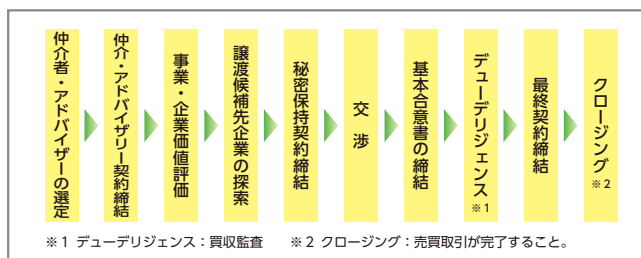 仲介者・アドバイザーの選定
仲介・アドバイザリー契約締結
事業・企業価値評価
譲渡候補先企業の探索
秘密保持契約締結
交渉
基本合意書の締結
デューデリジェンス※1
最終契約締結
クロージング※2
※1 デューデリジェンス：買収監査 ※2 クロージング：売買取引が完了すること。